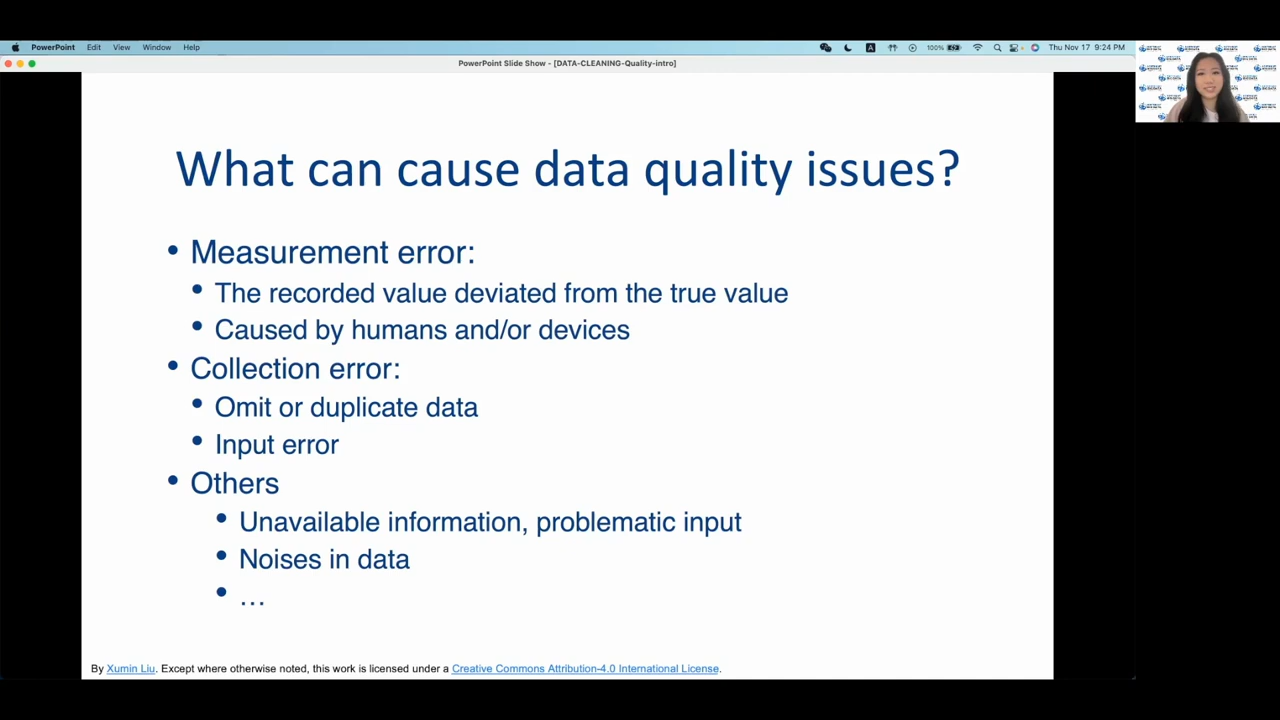 PowerPoint Edit View Window Help 100% Thu Nov 17 9:24 PM
PowerPoint Slide Show - [DATA-CLEANING-Quality-intro]
What can cause data quality issues?
• Measurement error:
• The recorded value deviated from the true value
• Caused by humans and/or devices
• Collection error:
• Omit or duplicate data
• Input error
• Others
• Unavailable information, problematic input
• Noises in data
• …
By Xumin Liu. Except where otherwise noted, this work is licensed under a Creative Commons Attribution-4.0 International License.